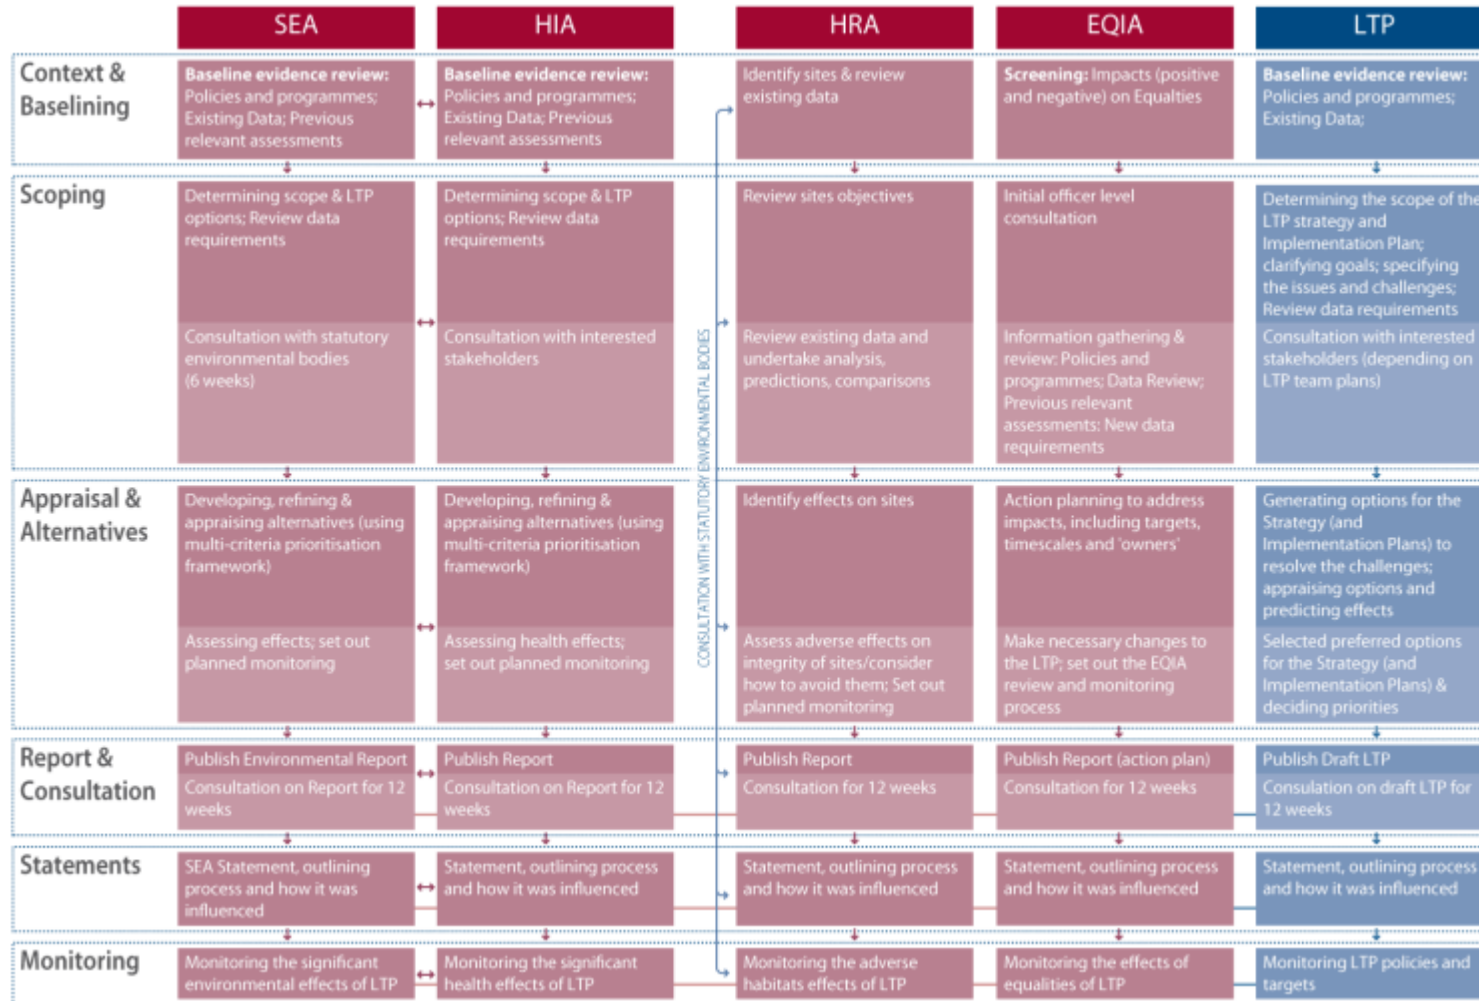 SEA
HIA
HRA
EQIA
LTP
Context &
Baselining
Baseline evidence review:
Policies and programmes;
Existing Data; Previous
relevant assessments
Baseline evidence review:
Policies and programmes;
Existing Data; Previous
relevant assessments
Identify sites & review
existing data
Screening: Impacts (positive
and negative) on Equalties
Baseline evidence review:
Policies and programmes;
Existing Data;
Scoping
Determining scope & LTP
options; Review data
requirements
Determining scope & LTP
options; Review data
requirements
Review sites objectives
Initial officer level
consultation
Determining the scope of the
LTP strategy and
Implementation Plan;
clarifying goals; specifying
the issues and challenges;
Review data requirements
Consultation with statutory
environmental bodies
(6 weeks)
Consultation with interested
stakeholders
Review existing data and
undertake analysis,
predictions, comparisons
Information gathering &
review: Policies and
programmes; Data Review;
Previous relevant
assessments: New data
requirements
Consultation with interested
stakeholders (depending on
LTP team plans)
CONSULTATION WITH STATUTORY ENVIRONMENTAL BODIES
Appraisal &
Alternatives
Developing, refining &
appraising alternatives (using
multi-criteria prioritisation
framework)
Developing, refining &
appraising alternatives (using
multi-criteria prioritisation
framework)
Identify effects on sites
Action planning to address
impacts, including targets,
timescales and 'owners'
Generating options for the
Strategy (and
Implementation Plans) to
resolve the challenges;
appraising options and
predicting effects
Assessing effects; set out
planned monitoring
Assessing health effects;
set out planned monitoring
Assess adverse effects on
integrity of sites/consider
how to avoid them; Set out
planned monitoring
Make necessary changes to
the LTP; set out the EQIA
review and monitoring
process
Selected preferred options
for the Strategy (and
Implementation Plans) &
deciding priorities
Report &
Consultation
Publish Environmental Report
Publish Report
Publish Report
Publish Report (action plan)
Publish Draft LTP
Consultation on Report for 12
weeks
Consultation on Report for 12
weeks
Consultation for 12 weeks
Consultation for 12 weeks
Consulation on draft LTP for
12 weeks
Statements
SEA Statement, outlining
process and how it was
influenced
Statement, outlining process
and how it was influenced
Statement, outlining process
and how it was influenced
Statement, outlining process
and how it was influenced
Statement, outlining process
and how it was influenced
Monitoring
Monitoring the significant
environmental effects of LTP
Monitoring the significant
health effects of LTP
Monitoring the adverse
habitats effects of LTP
Monitoring the effects of
equalities of LTP
Monitoring LTP policies and
targets